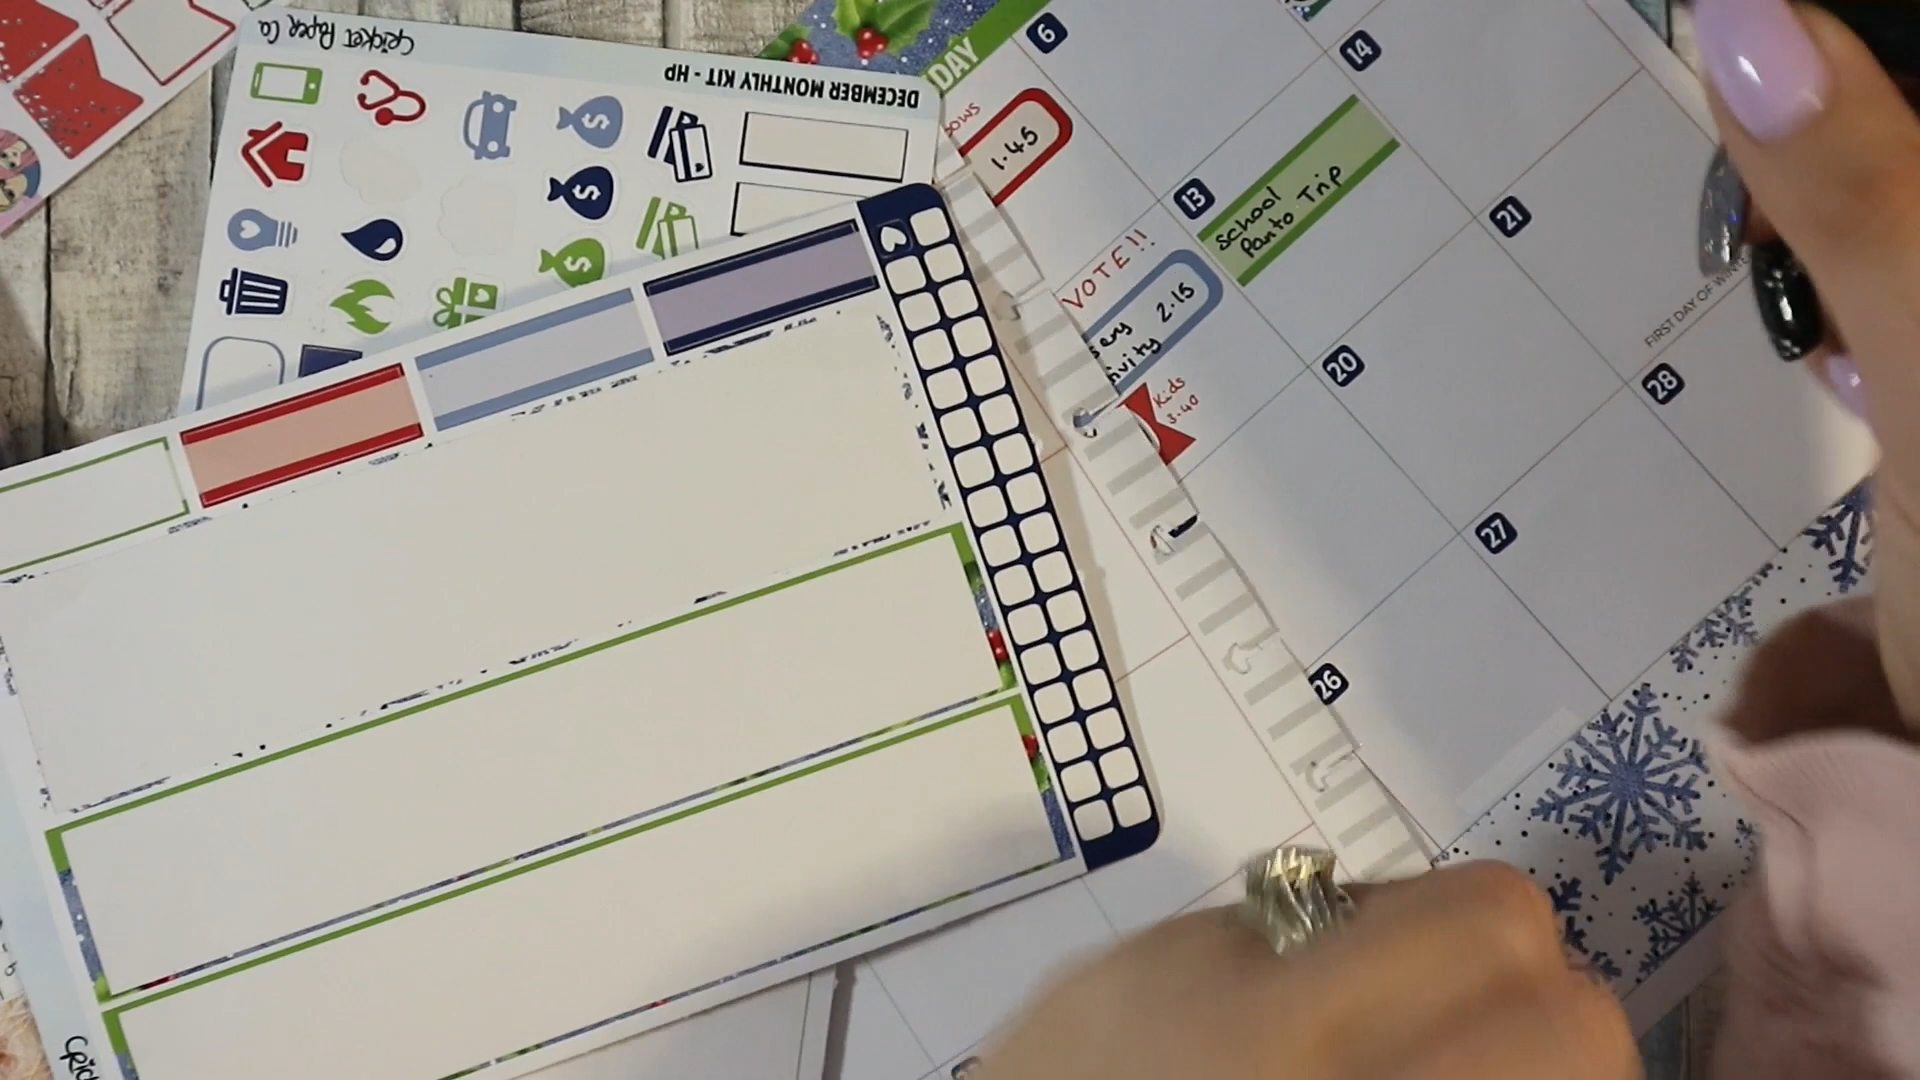 Cricket Paper Co
DECEMBER MONTHLY KIT - HP
DAY
6
14
1.45
13
School
Panto Trip
21
VOTE!!
2.15
FIRST DAY OF
20
28
Kids
3.40
27
26